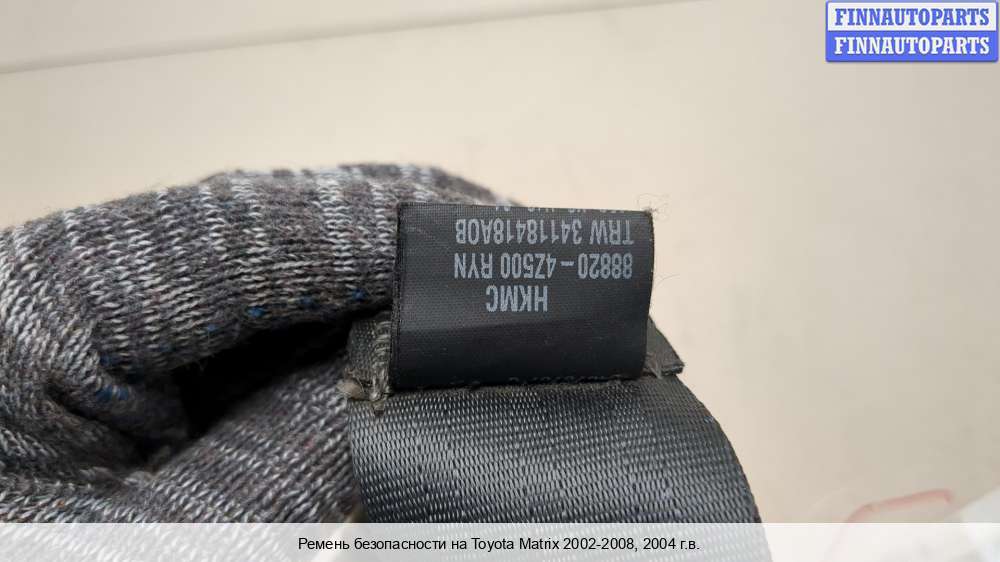 FINNAUTOPARTS
FINNAUTOPARTS
HKMC
88820-4Z500 RYN
TRW 34118418A0B
Ремень безопасности на Toyota Matrix 2002-2008, 2004 г.в.